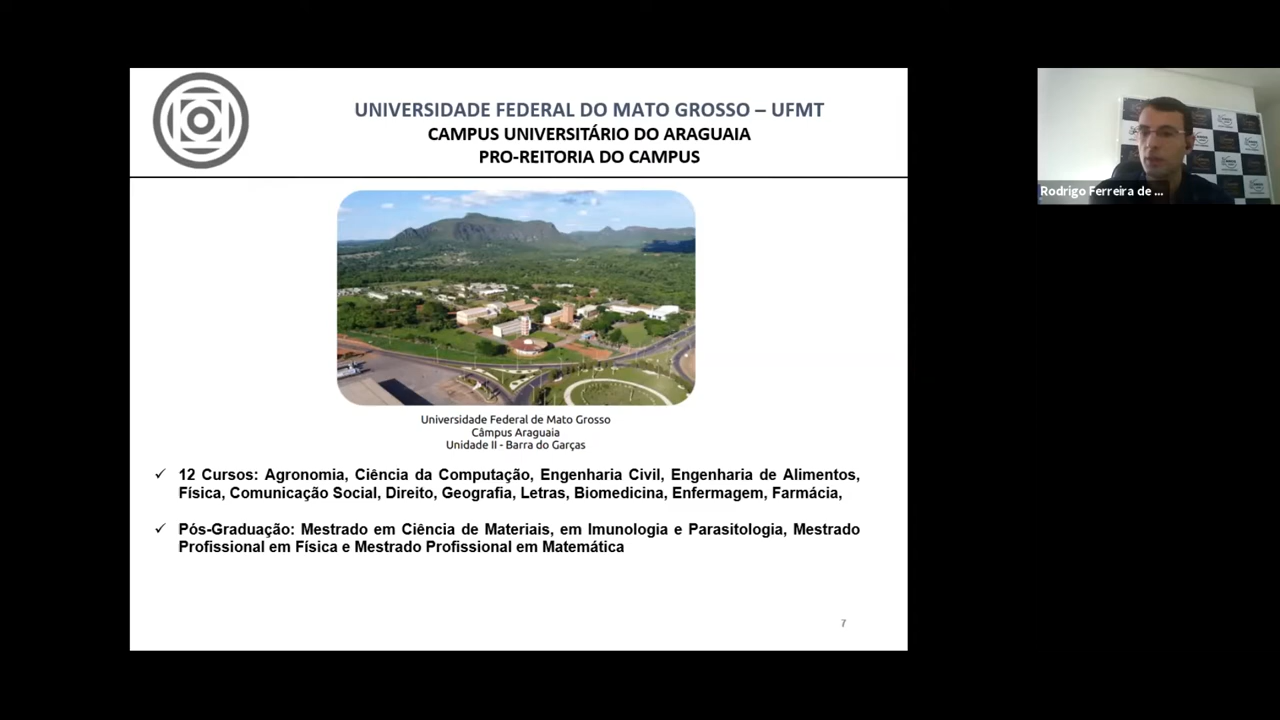 UNIVERSIDADE FEDERAL DO MATO GROSSO – UFMT
CAMPUS UNIVERSITÁRIO DO ARAGUAIA
PRO-REITORIA DO CAMPUS
Rodrigo Ferreira de ...
Universidade Federal de Mato Grosso
Câmpus Araguaia
Unidade II - Barra do Garças
✓ 12 Cursos: Agronomia, Ciência da Computação, Engenharia Civil, Engenharia de Alimentos,
Física, Comunicação Social, Direito, Geografia, Letras, Biomedicina, Enfermagem, Farmácia,
✓ Pós-Graduação: Mestrado em Ciência de Materiais, em Imunologia e Parasitologia, Mestrado
Profissional em Física e Mestrado Profissional em Matemática
7